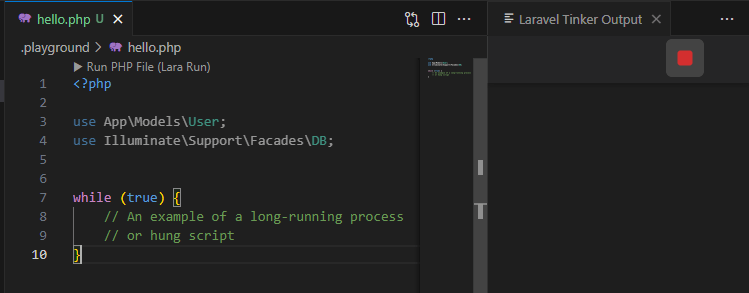 hello.php U
Laravel Tinker Output
.playground > hello.php
Run PHP File (Lara Run)
1 <?php
2
3 use App\Models\User;
4 use Illuminate\Support\Facades\DB;
5
6
7 while (true) {
8 // An example of a long-running process
9 // or hung script
10 }